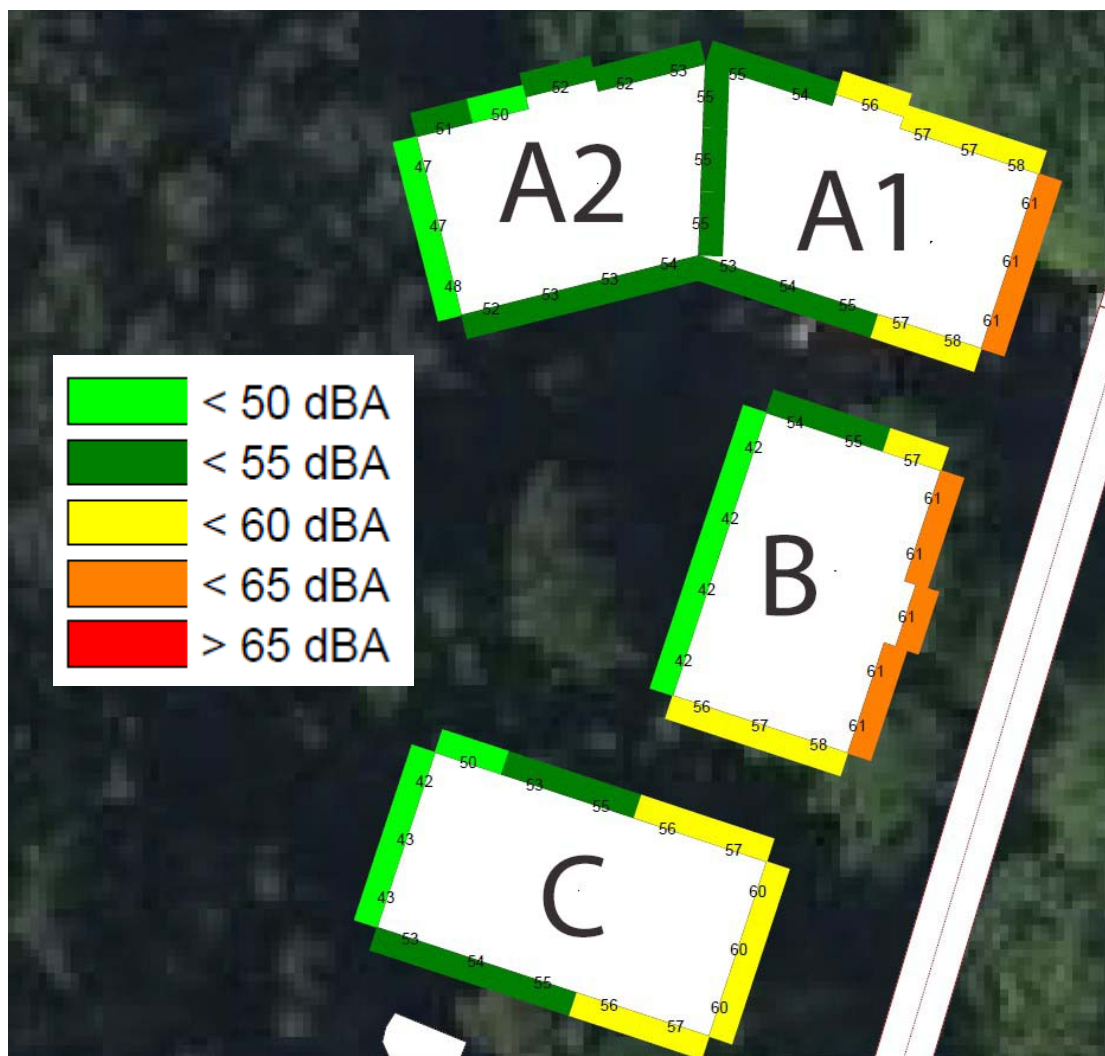 53 55 54
52 52 53 56
51 50 57 57 58
47 55 61
A2 A1
47 55 61
48 55
52 53 53 54 53 54 55 57 58 61
< 50 dBA
< 55 dBA
< 60 dBA
< 65 dBA
> 65 dBA
54 55 57
42 61
42 61
B
42 61
42 61
56 57 58 61
50 53 55 56 57
42 60
43
C
43 60
53 54 55 56 57 60